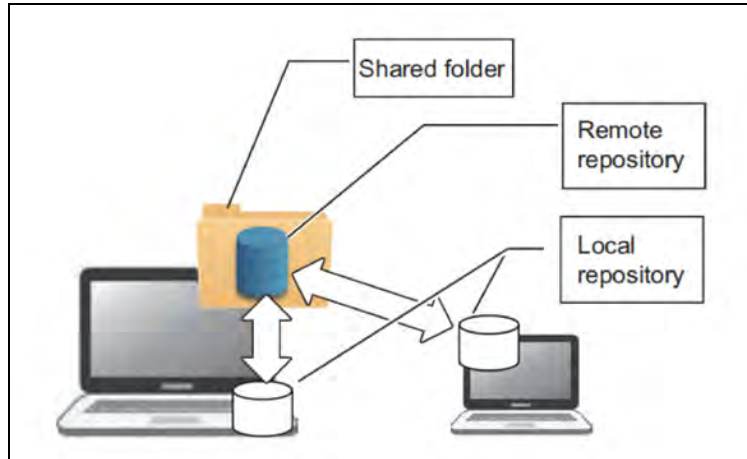 Shared folder
Remote
repository
Local
repository